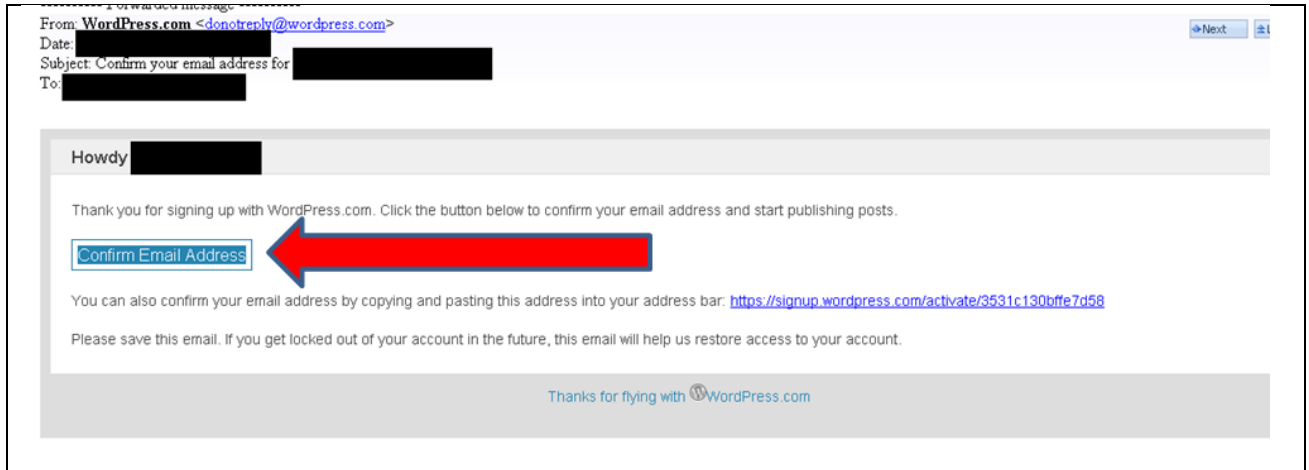 ---------- Forwarded message ----------
From: WordPress.com <donotreply@wordpress.com>
Date:
Subject: Confirm your email address for
To:
Next
Howdy
Thank you for signing up with WordPress.com. Click the button below to confirm your email address and start publishing posts.
Confirm Email Address
You can also confirm your email address by copying and pasting this address into your address bar: https://signup.wordpress.com/activate/3531c130bffe7d58
Please save this email. If you get locked out of your account in the future, this email will help us restore access to your account.
Thanks for flying with WordPress.com